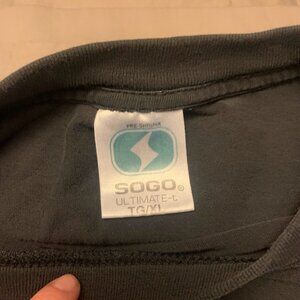 PRE-SHRUNK
SOGO®
ULTIMATE-t.
TG/XL